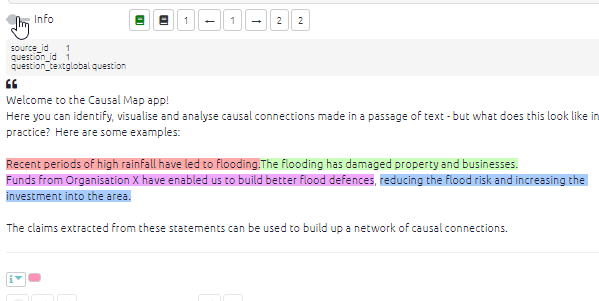 Info 1 ← 1 → 2 2
source_id 1
question_id 1
question_text global question
Welcome to the Causal Map app!
Here you can identify, visualise and analyse causal connections made in a passage of text - but what does this look like in
practice? Here are some examples:
Recent periods of high rainfall have led to flooding.The flooding has damaged property and businesses.
Funds from Organisation X have enabled us to build better flood defences, reducing the flood risk and increasing the
investment into the area.
The claims extracted from these statements can be used to build up a network of causal connections.
i